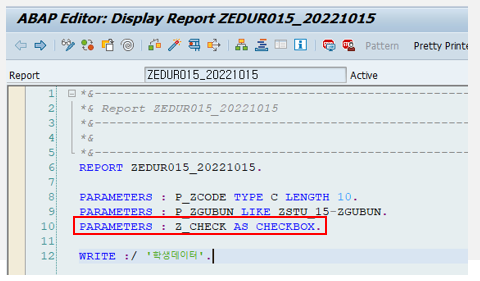 ABAP Editor: Display Report ZEDUR015_20221015
Pattern Pretty Printe
Report ZEDUR015_20221015 Active
1 *&---------------------------------------------------------------------
2 *& Report ZEDUR015_20221015
3 *&---------------------------------------------------------------------
4 *&
5 *&---------------------------------------------------------------------
6 REPORT ZEDUR015_20221015.
7
8 PARAMETERS : P_ZCODE TYPE C LENGTH 10.
9 PARAMETERS : P_ZGUBUN LIKE ZSTU_15-ZGUBUN.
10 PARAMETERS : Z_CHECK AS CHECKBOX.
11
12 WRITE :/ '학생데이터'.